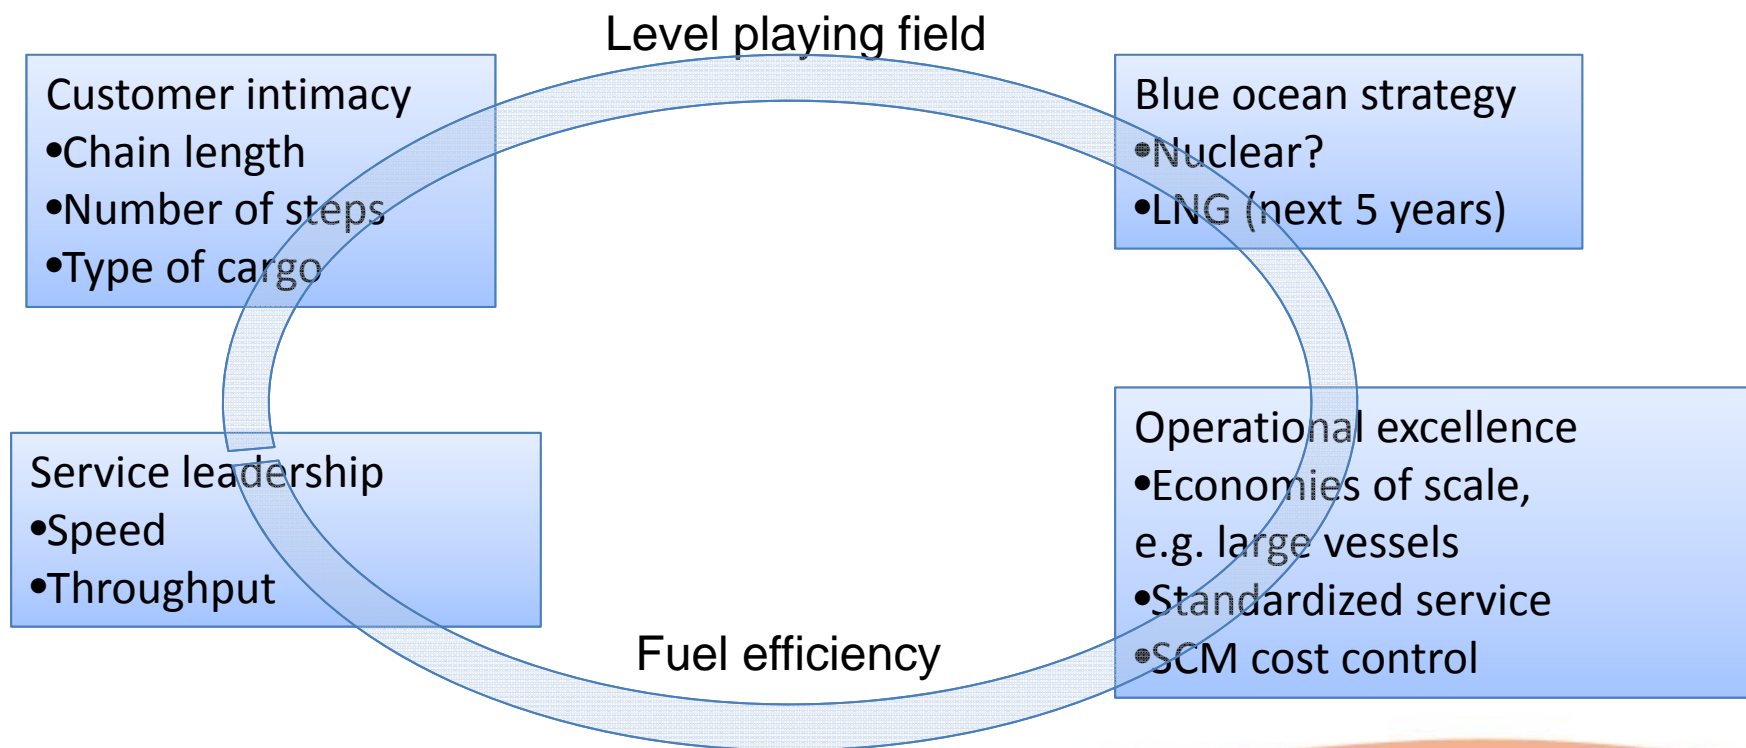 Level playing field
Customer intimacy
•Chain length
•Number of steps
•Type of cargo
Blue ocean strategy
•Nuclear?
•LNG (next 5 years)
Service leadership
•Speed
•Throughput
Operational excellence
•Economies of scale,
e.g. large vessels
•Standardized service
•SCM cost control
Fuel efficiency